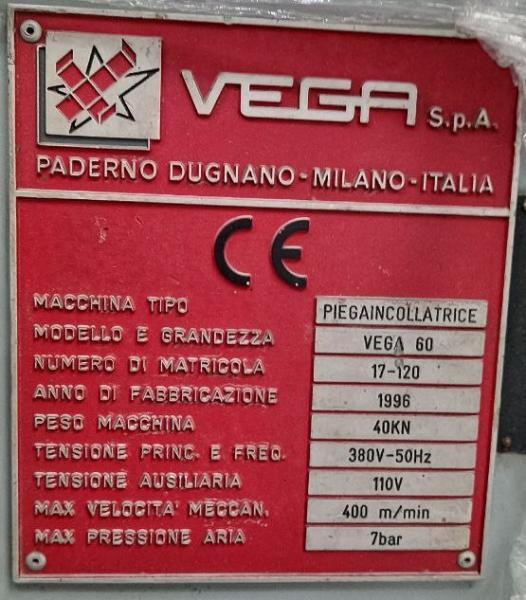 VEGA S.p.A.
PADERNO DUGNANO-MILANO-ITALIA
CE
MACCHINA TIPO PIEGAINCOLLATRICE
MODELLO E GRANDEZZA VEGA 60
NUMERO DI MATRICOLA 17-120
ANNO DI FABBRICAZIONE 1996
PESO MACCHINA 40KN
TENSIONE PRINC. E FREQ. 380V-50Hz
TENSIONE AUSILIARIA 110V
MAX VELOCITA' MECCAN. 400 m/min
MAX PRESSIONE ARIA 7bar